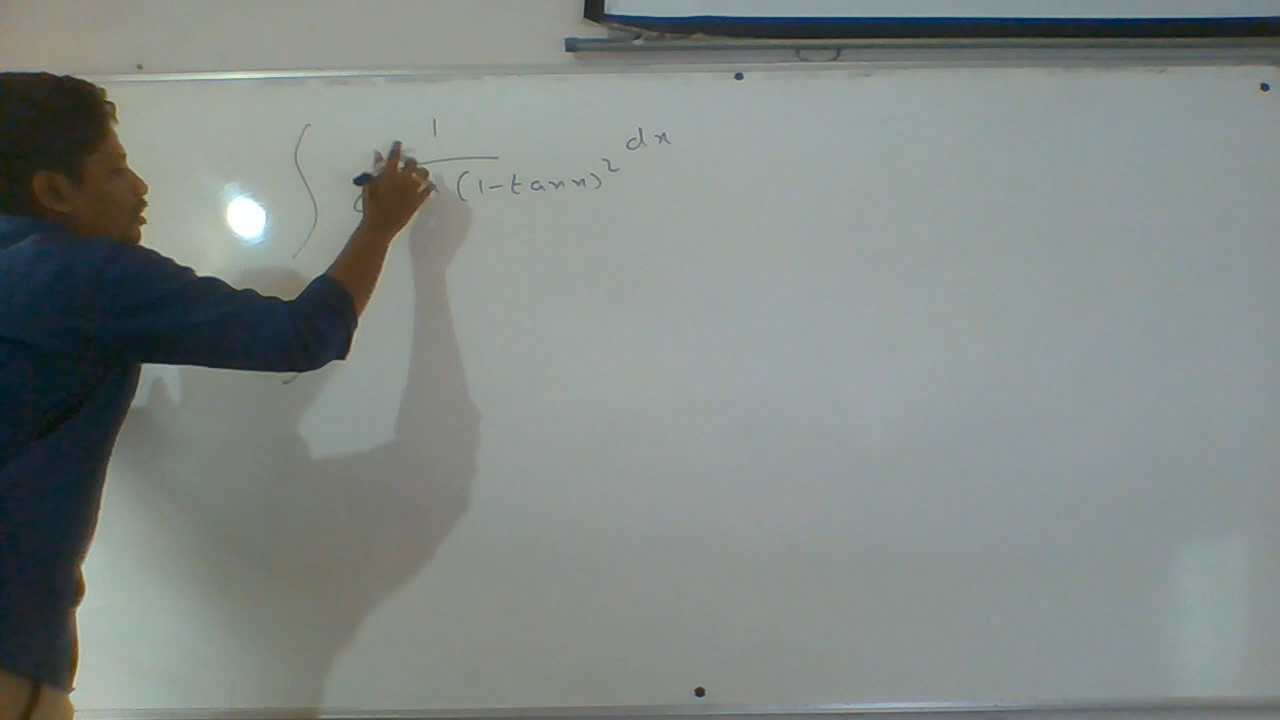 ∫ 1 / (1-tanx)² dx